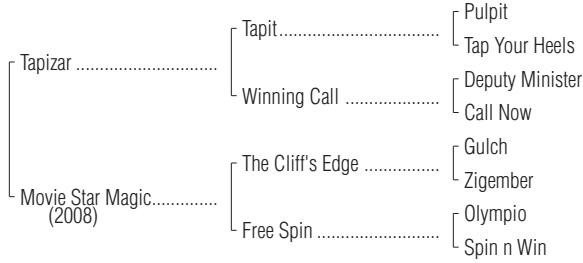 Pulpit
Tapit
Tap Your Heels
Tapizar
Deputy Minister
Winning Call
Call Now
Gulch
The Cliff's Edge
Zigember
Movie Star Magic
(2008)
Olympio
Free Spin
Spin n Win